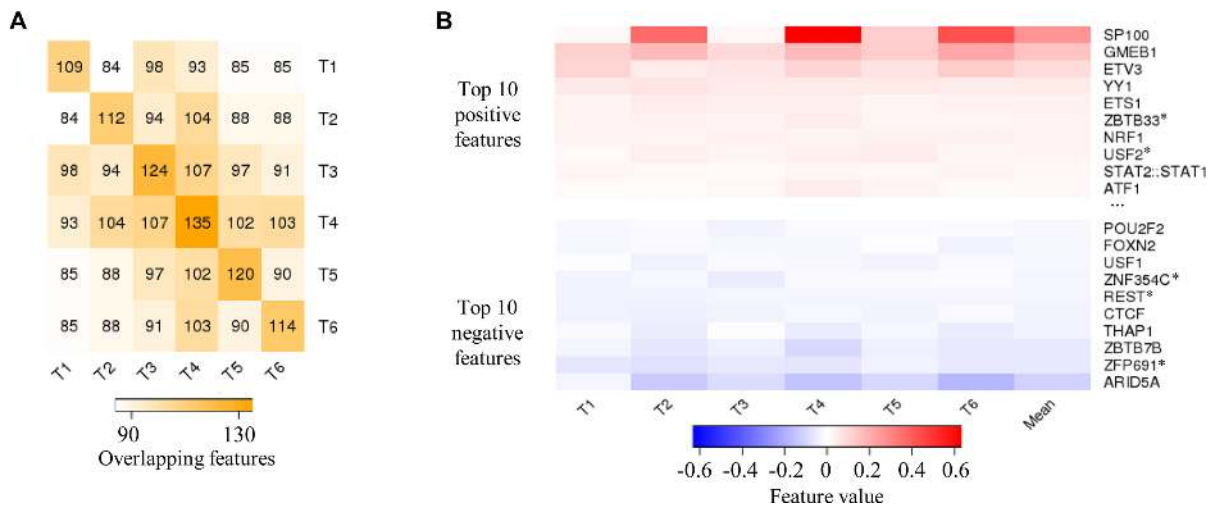 A
109 84 98 93 85 85 T1
84 112 94 104 88 88 T2
98 94 124 107 97 91 T3
93 104 107 135 102 103 T4
85 88 97 102 120 90 T5
85 88 91 103 90 114 T6
T1 T2 T3 T4 T5 T6
90 130
Overlapping features
B
Top 10
positive
features
SP100
GMEB1
ETV3
YY1
ETS1
ZBTB33*
NRF1
USF2*
STAT2::STAT1
ATF1
...
Top 10
negative
features
POU2F2
FOXN2
USF1
ZNF354C*
REST*
CTCF
THAP1
ZBTB7B
ZFP691*
ARID5A
T1 T2 T3 T4 T5 T6 Mean
-0.6 -0.4 -0.2 0 0.2 0.4 0.6
Feature value